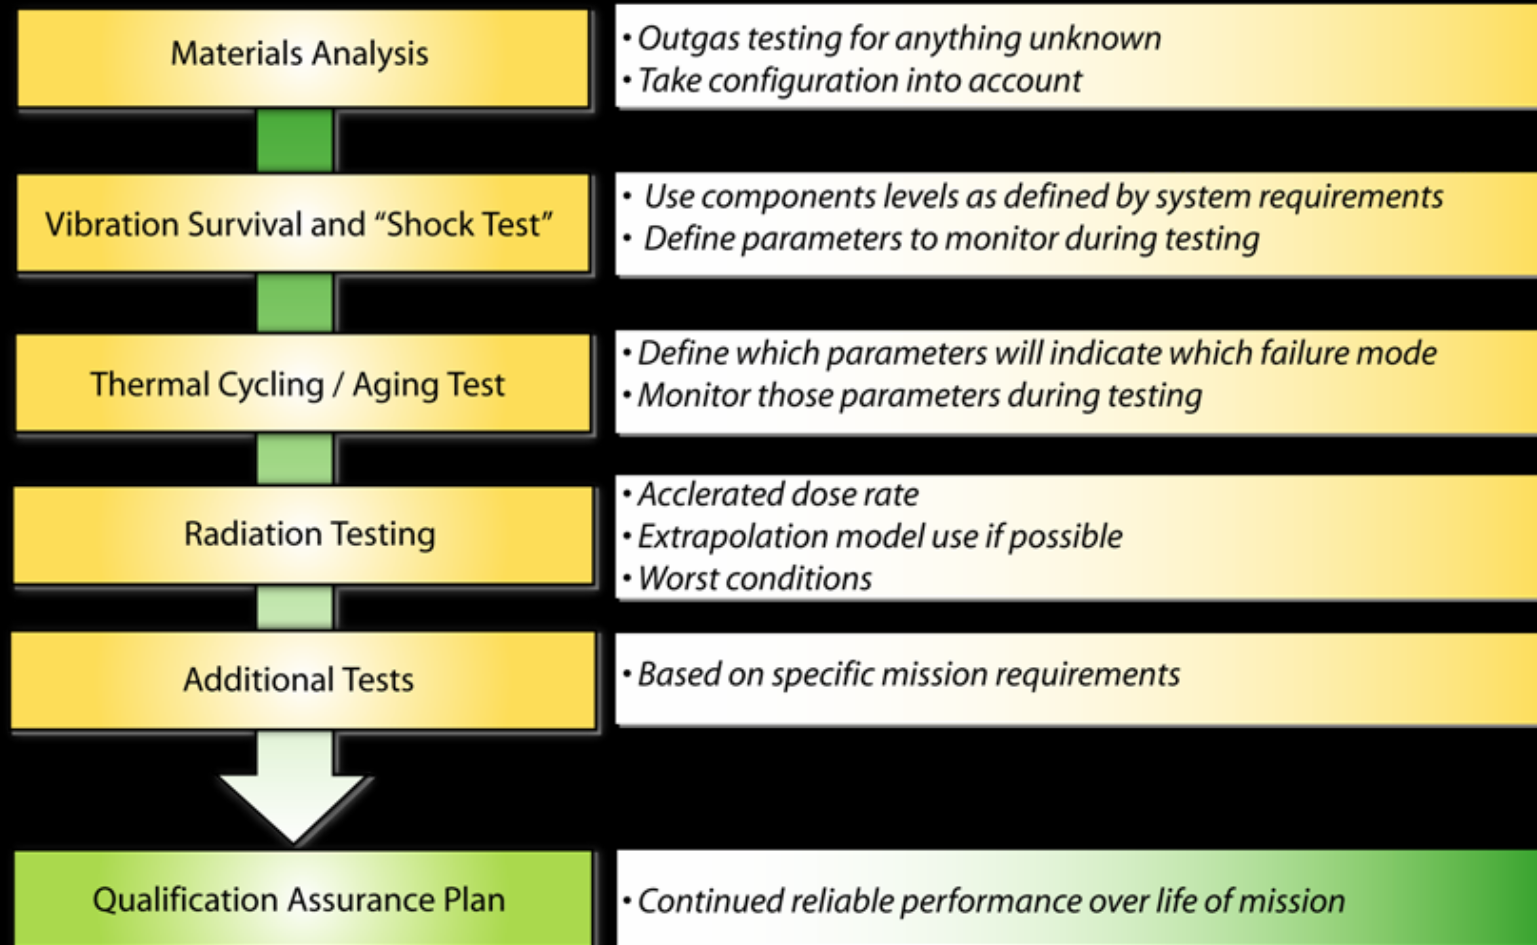 Materials Analysis
• Outgas testing for anything unknown
• Take configuration into account
Vibration Survival and “Shock Test”
• Use components levels as defined by system requirements
• Define parameters to monitor during testing
Thermal Cycling / Aging Test
• Define which parameters will indicate which failure mode
• Monitor those parameters during testing
Radiation Testing
• Acclerated dose rate
• Extrapolation model use if possible
• Worst conditions
Additional Tests
• Based on specific mission requirements
Qualification Assurance Plan
• Continued reliable performance over life of mission